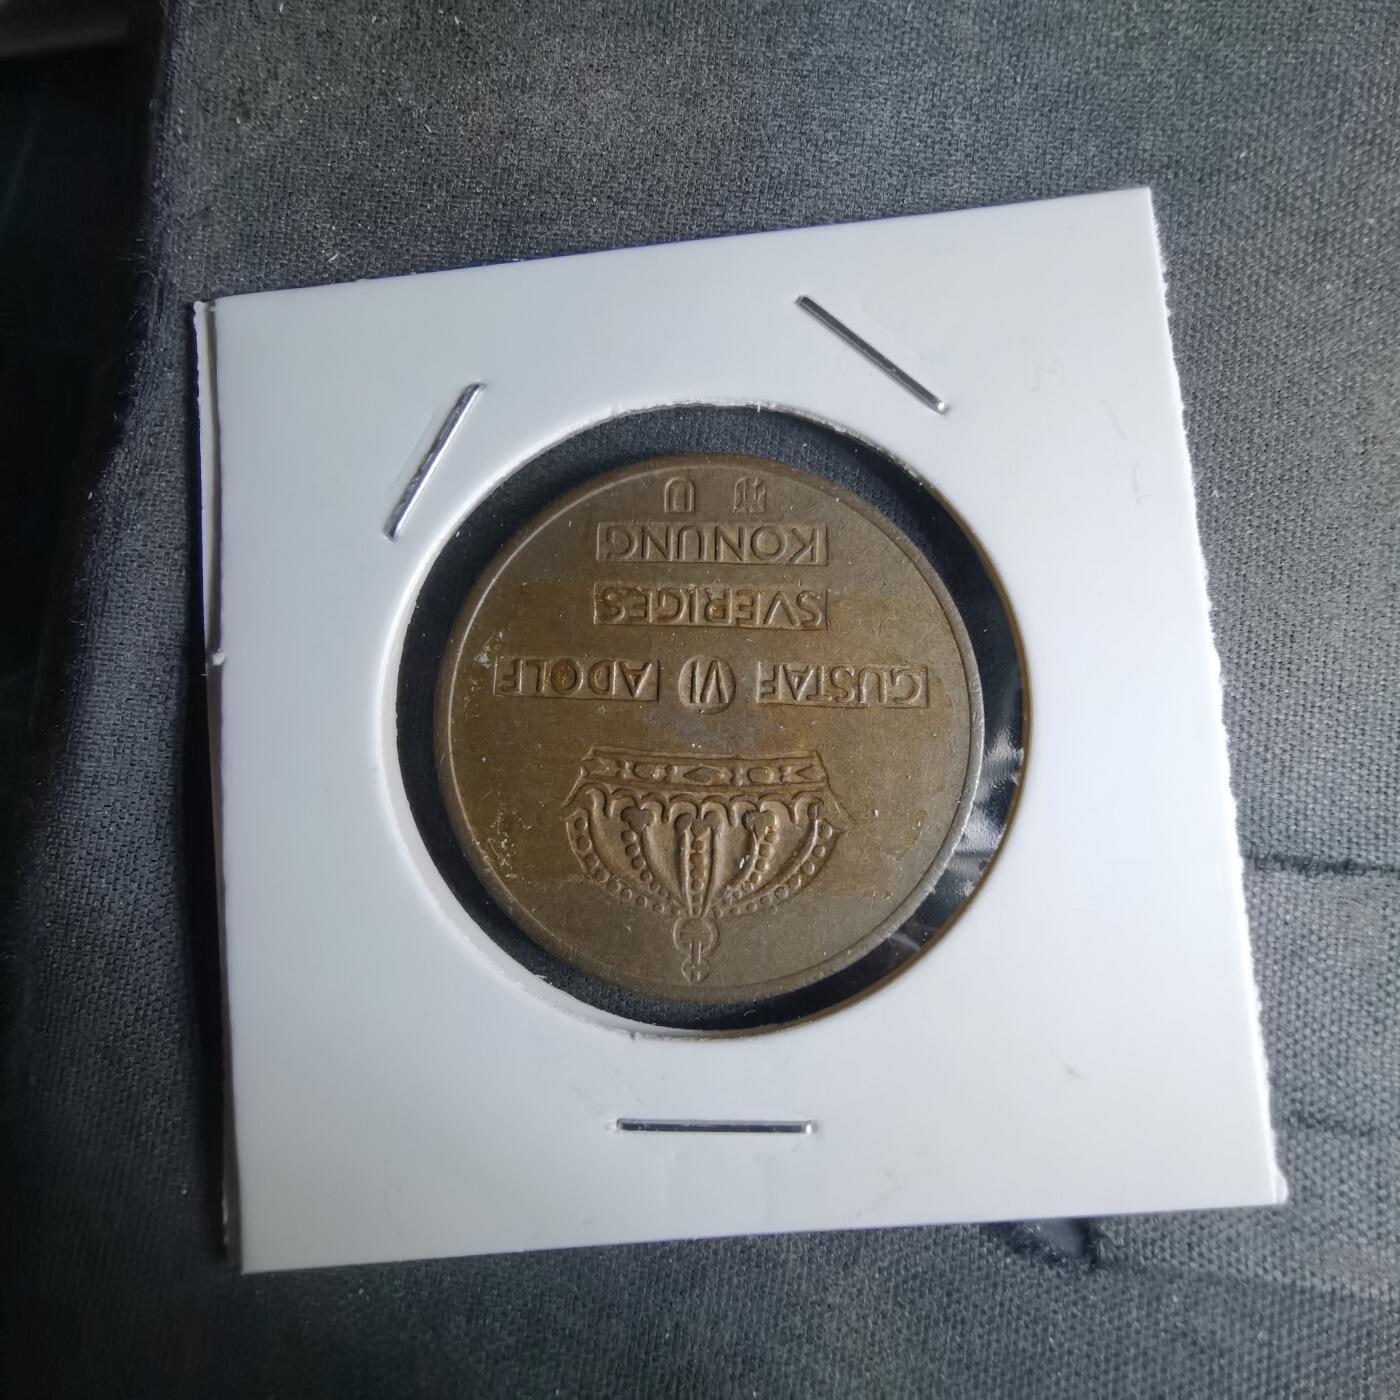 GUSTAF VI ADOLF
SVERIGES
KONUNG
U